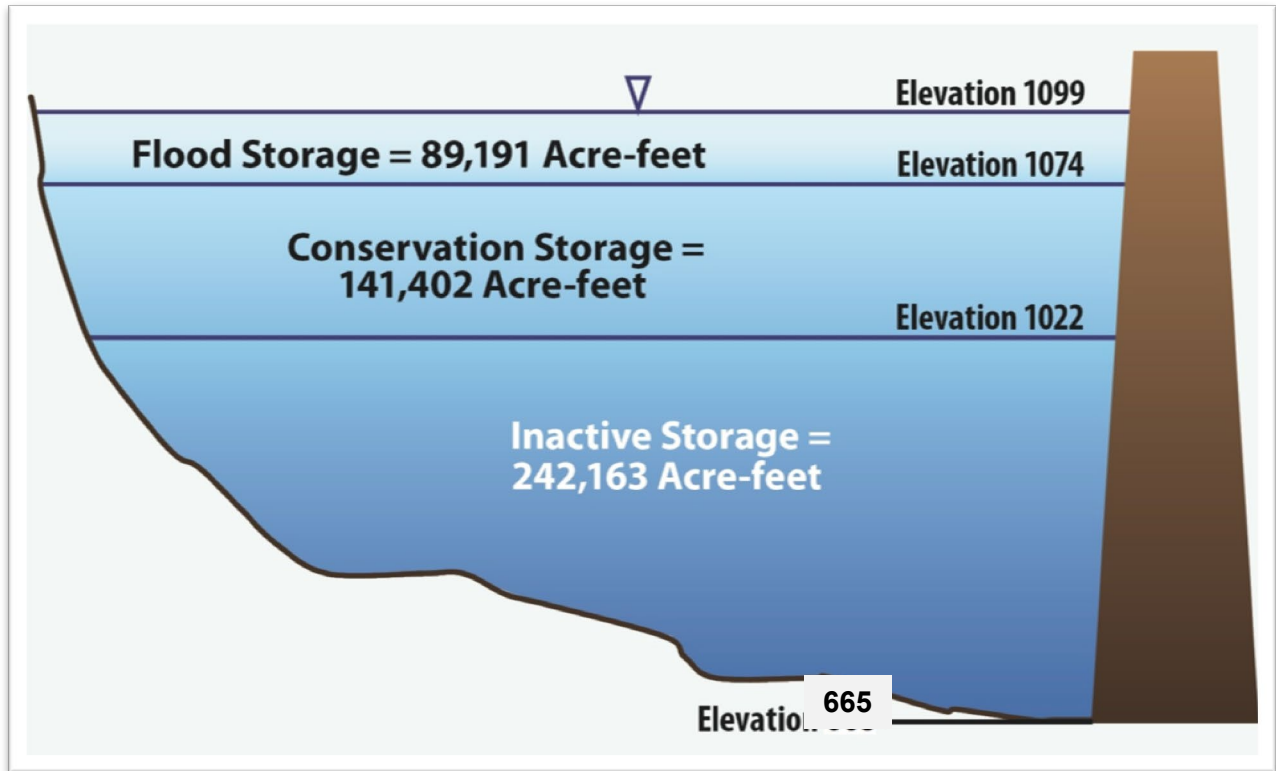 Elevation 1099
Flood Storage = 89,191 Acre-feet
Elevation 1074
Conservation Storage =
141,402 Acre-feet
Elevation 1022
Inactive Storage =
242,163 Acre-feet
665